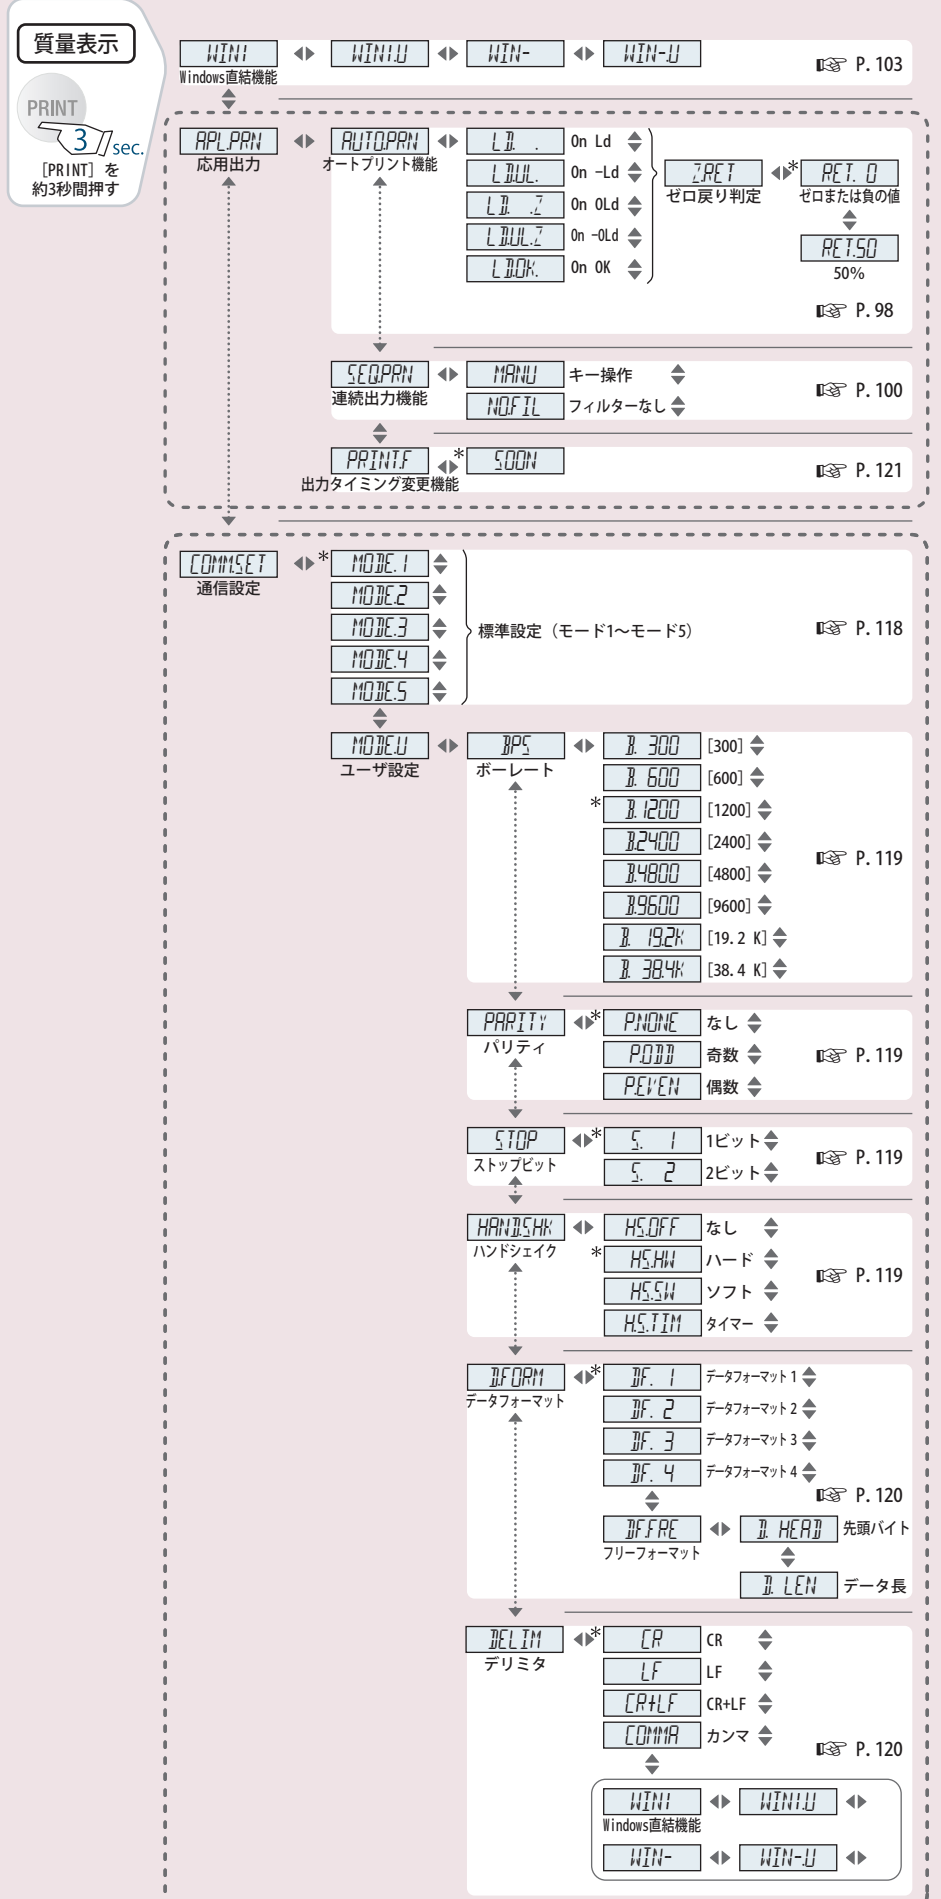 質量表示
PRINT
3 sec.
[PRINT] を
約3秒間押す
WIN1 WIN1.U WIN- WIN-.U
Windows直結機能
P. 103
APL.PRN AUTO.PRN
応用出力 オートプリント機能
LD. . On Ld
LD.UL. On -Ld
LD. .Z On OLd
LD.UL.Z On -OLd
LD.OK. On OK
Z.RET *RET. 0
ゼロ戻り判定 ゼロまたは負の値
RET.50
50%
P. 98
SEQ.PRN MANU キー操作
連続出力機能
NO.FIL フィルターなし
P. 100
PRINT.F * SOON
出力タイミング変更機能
P. 121
COMM.SET * MODE. 1
通信設定
MODE.2
MODE.3
MODE.4
MODE.5
標準設定（モード1～モード5）
P. 118
MODE.U BPS B. 300 [300]
ユーザ設定 ボーレート
B. 600 [600]
* B. 1200 [1200]
B.2400 [2400]
B.4800 [4800]
B.9600 [9600]
B. 19.2K [19. 2 K]
B. 38.4K [38. 4 K]
P. 119
PARITY * P.NONE なし
パリティ
P.ODD 奇数
P.EVEN 偶数
P. 119
STOP * S. 1 1ビット
ストップビット
S. 2 2ビット
P. 119
HAND.SHK HS.OFF なし
ハンドシェイク
* HS.HW ハード
HS.SW ソフト
HS.TIM タイマー
P. 119
D.FORM * DF. 1 データフォーマット 1
データフォーマット
DF. 2 データフォーマット 2
DF. 3 データフォーマット 3
DF. 4 データフォーマット 4
P. 120
DF.FRE D. HEAD 先頭バイト
フリーフォーマット
D. LEN データ長
DELIM * CR CR
デリミタ
LF LF
CR+LF CR+LF
COMMA カンマ
P. 120
WIN1 WIN1.U
Windows直結機能
WIN- WIN-.U